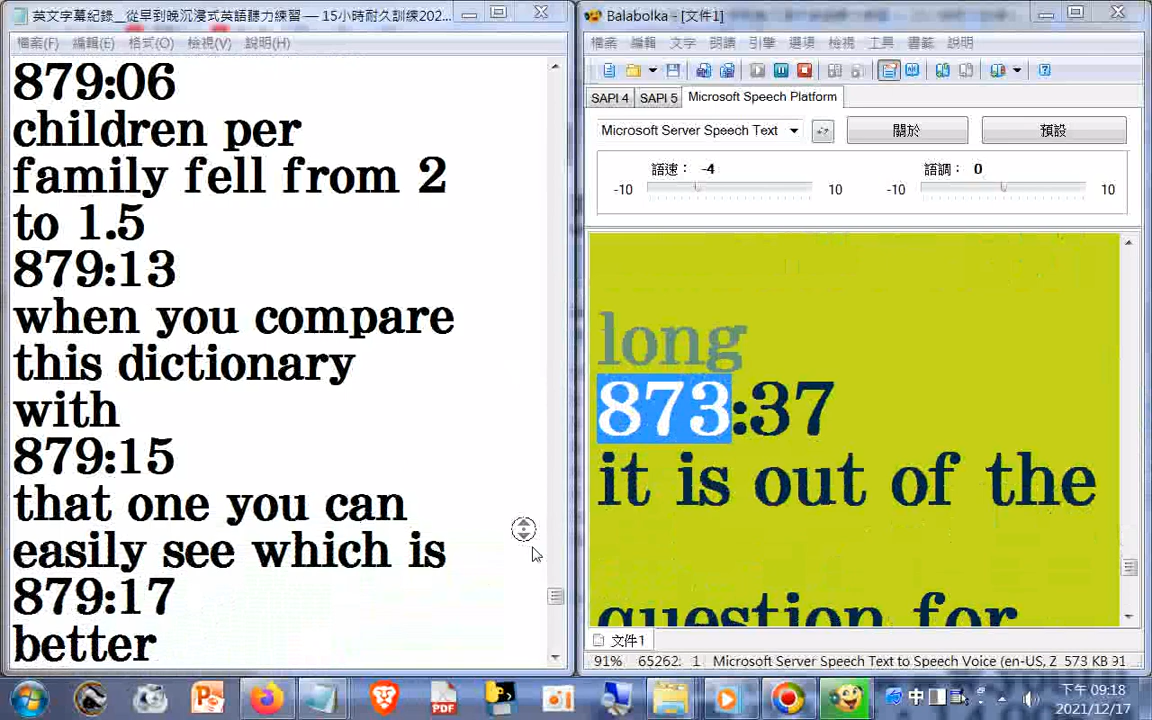 英文字幕紀錄__從早到晚沉浸式英語聽力練習 — 15小時耐久訓練202...
檔案(F) 編輯(E) 格式(O) 檢視(V) 說明(H)
879:06
children per
family fell from 2
to 1.5
879:13
when you compare
this dictionary
with
879:15
that one you can
easily see which is
879:17
better
Balabolka - [文件1]
檔案 編輯 文字 朗讀 引擎 選項 檢視 工具 書籤 說明
SAPI 4 SAPI 5 Microsoft Speech Platform
Microsoft Server Speech Text 關於 預設
語速： -4 語調： 0
-10 10 -10 10
long
873:37
it is out of the
question for
文件1
91% 65262: 1 Microsoft Server Speech Text to Speech Voice (en-US, Z 573 KB 91
PDF 中 下午 09:18
2021/12/17